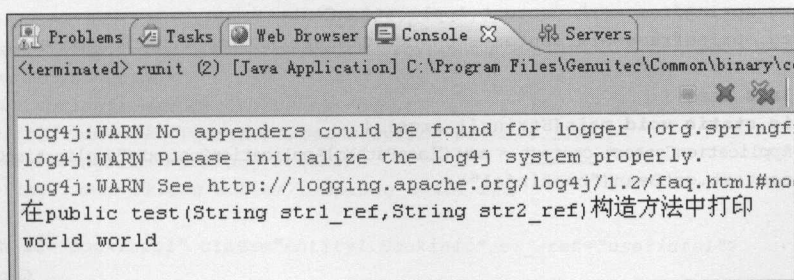 Problems Tasks Web Browser Console Servers
<terminated> runit (2) [Java Application] C:\Program Files\Genuitec\Common\binary\c
log4j:WARN No appenders could be found for logger (org.springf
log4j:WARN Please initialize the log4j system properly.
log4j:WARN See http://logging.apache.org/log4j/1.2/faq.html#no
在public test(String str1_ref,String str2_ref)构造方法中打印
world world